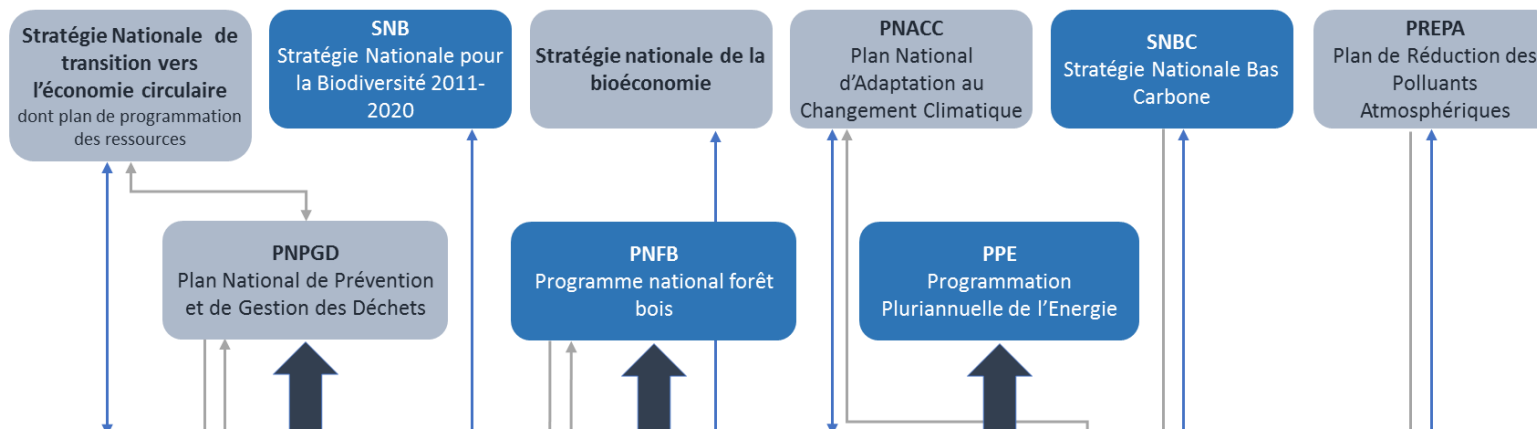 Stratégie Nationale de
transition vers
l'économie circulaire
dont plan de programmation
des ressources
SNB
Stratégie Nationale pour
la Biodiversité 2011-
2020
Stratégie nationale de la
bioéconomie
PNACC
Plan National
d'Adaptation au
Changement Climatique
SNBC
Stratégie Nationale Bas
Carbone
PREPA
Plan de Réduction des
Polluants
Atmosphériques
PNPGD
Plan National de Prévention
et de Gestion des Déchets
PNFB
Programme national forêt
bois
PPE
Programmation
Pluriannuelle de l'Energie